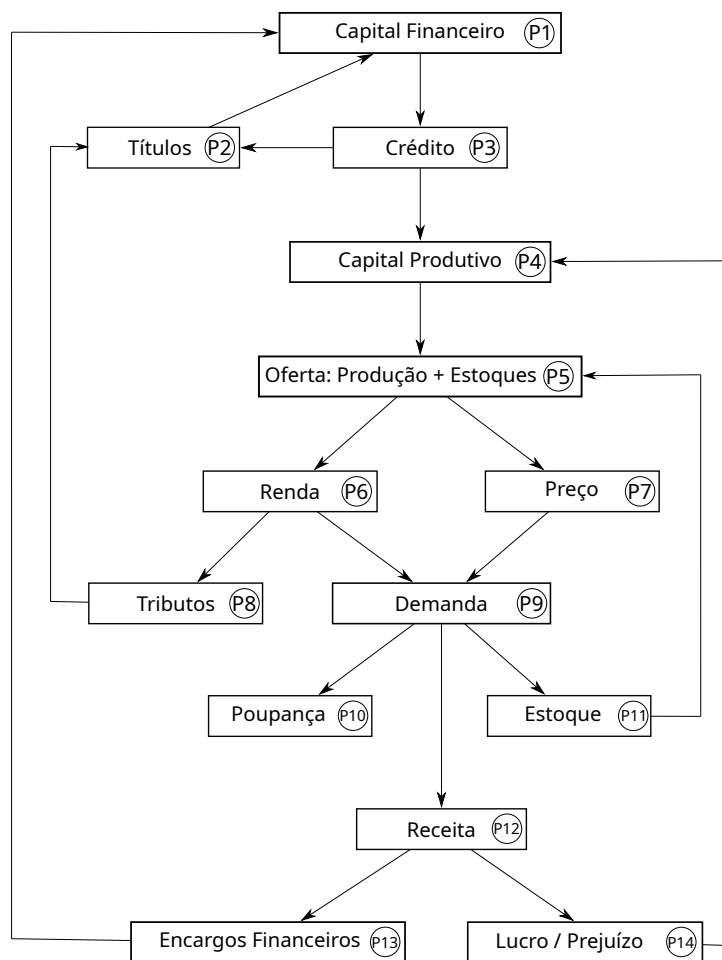 Capital Financeiro P1
Títulos P2
Crédito P3
Capital Produtivo P4
Oferta: Produção + Estoques P5
Renda P6
Preço P7
Tributos P8
Demanda P9
Poupança P10
Estoque P11
Receita P12
Encargos Financeiros P13
Lucro / Prejuízo P14